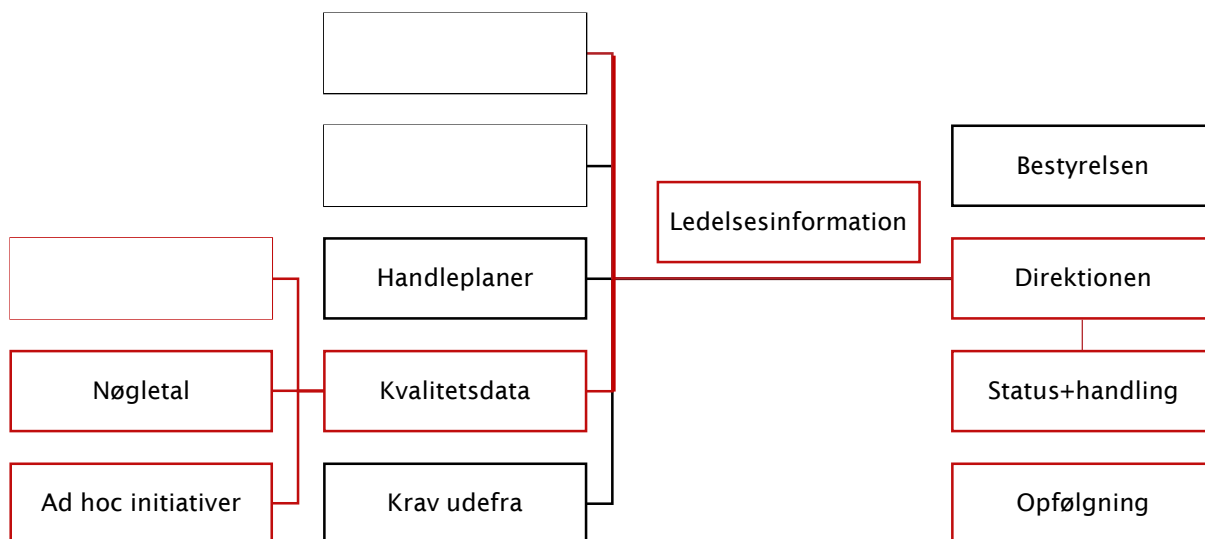 Bestyrelsen
Ledelsesinformation
Handleplaner
Direktionen
Nøgletal
Kvalitetsdata
Status+handling
Ad hoc initiativer
Krav udefra
Opfølgning